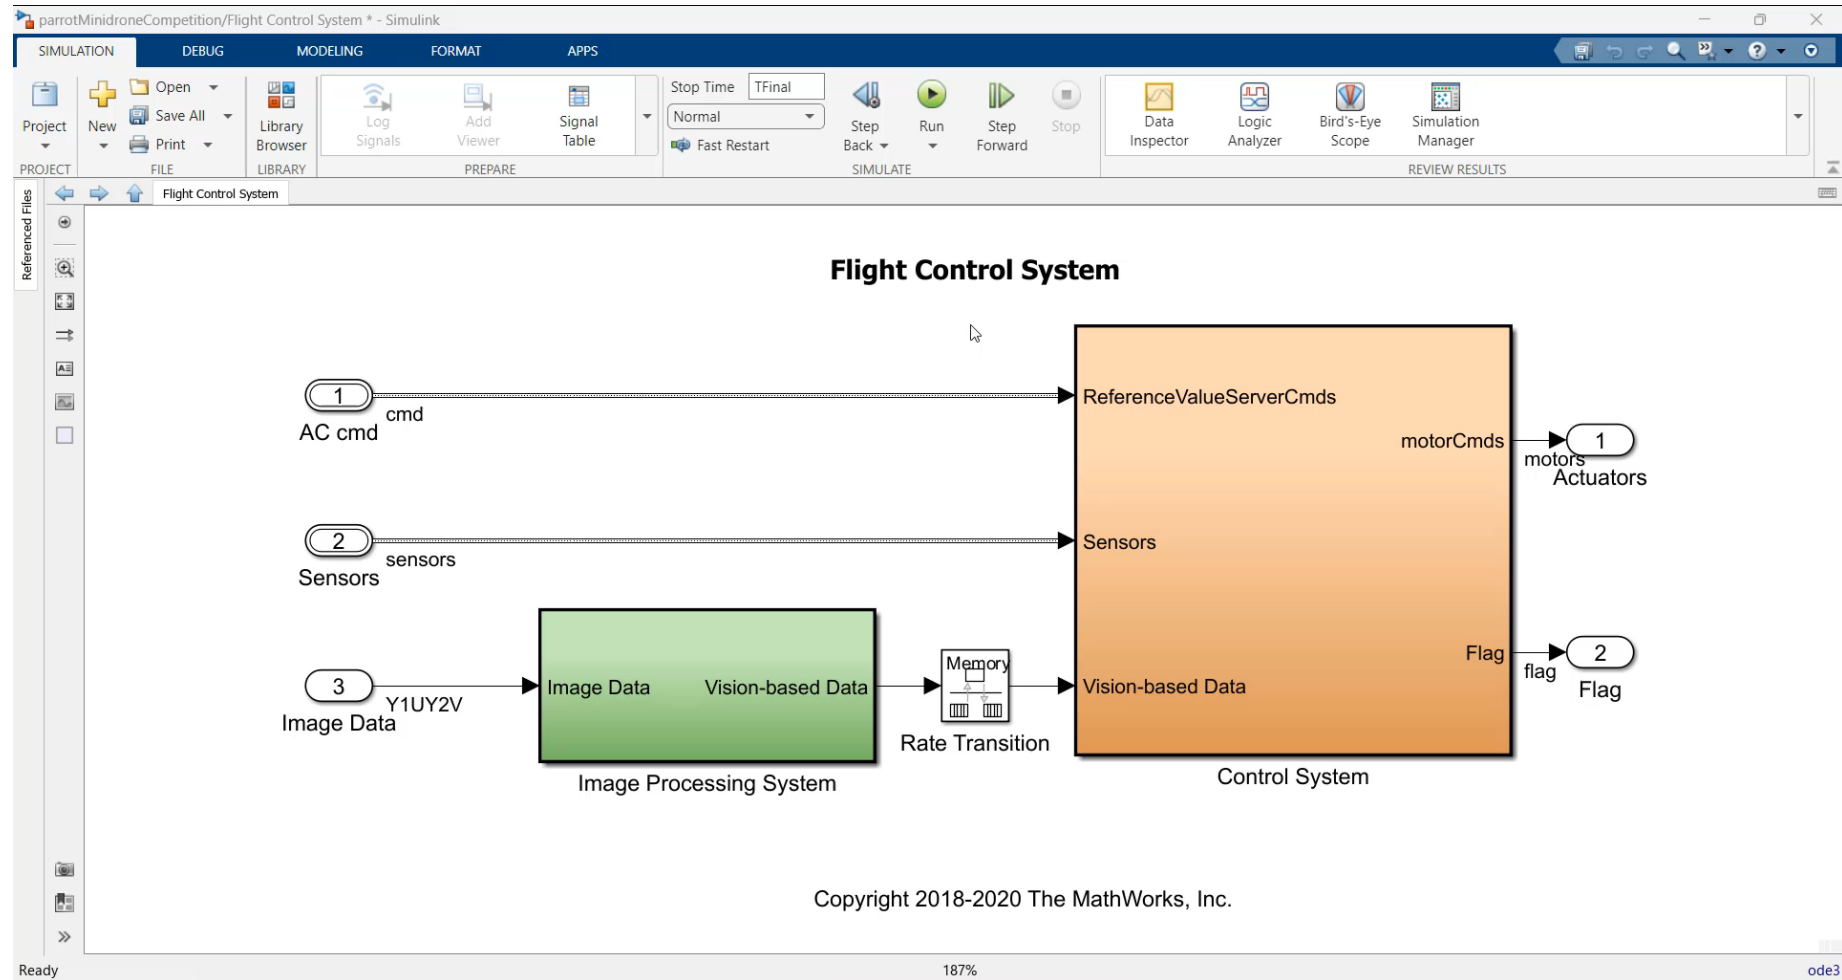 parrotMinidroneCompetition/Flight Control System * - Simulink
SIMULATION DEBUG MODELING FORMAT APPS
Project
New
Open
Save All
Print
Library Browser
Log Signals
Add Viewer
Signal Table
Stop Time TFinal
Normal
Fast Restart
Step Back
Run
Step Forward
Stop
Data Inspector
Logic Analyzer
Bird's-Eye Scope
Simulation Manager
PROJECT FILE LIBRARY PREPARE SIMULATE REVIEW RESULTS
Referenced Files
Flight Control System
Flight Control System
1
cmd
AC cmd
ReferenceValueServerCmds
motorCmds
1
motors
Actuators
2
sensors
Sensors
Sensors
3
Y1UY2V
Image Data
Image Data Vision-based Data
Image Processing System
Memory
Rate Transition
Vision-based Data
Flag
2
flag
Flag
Control System
Copyright 2018-2020 The MathWorks, Inc.
Ready 187% ode3